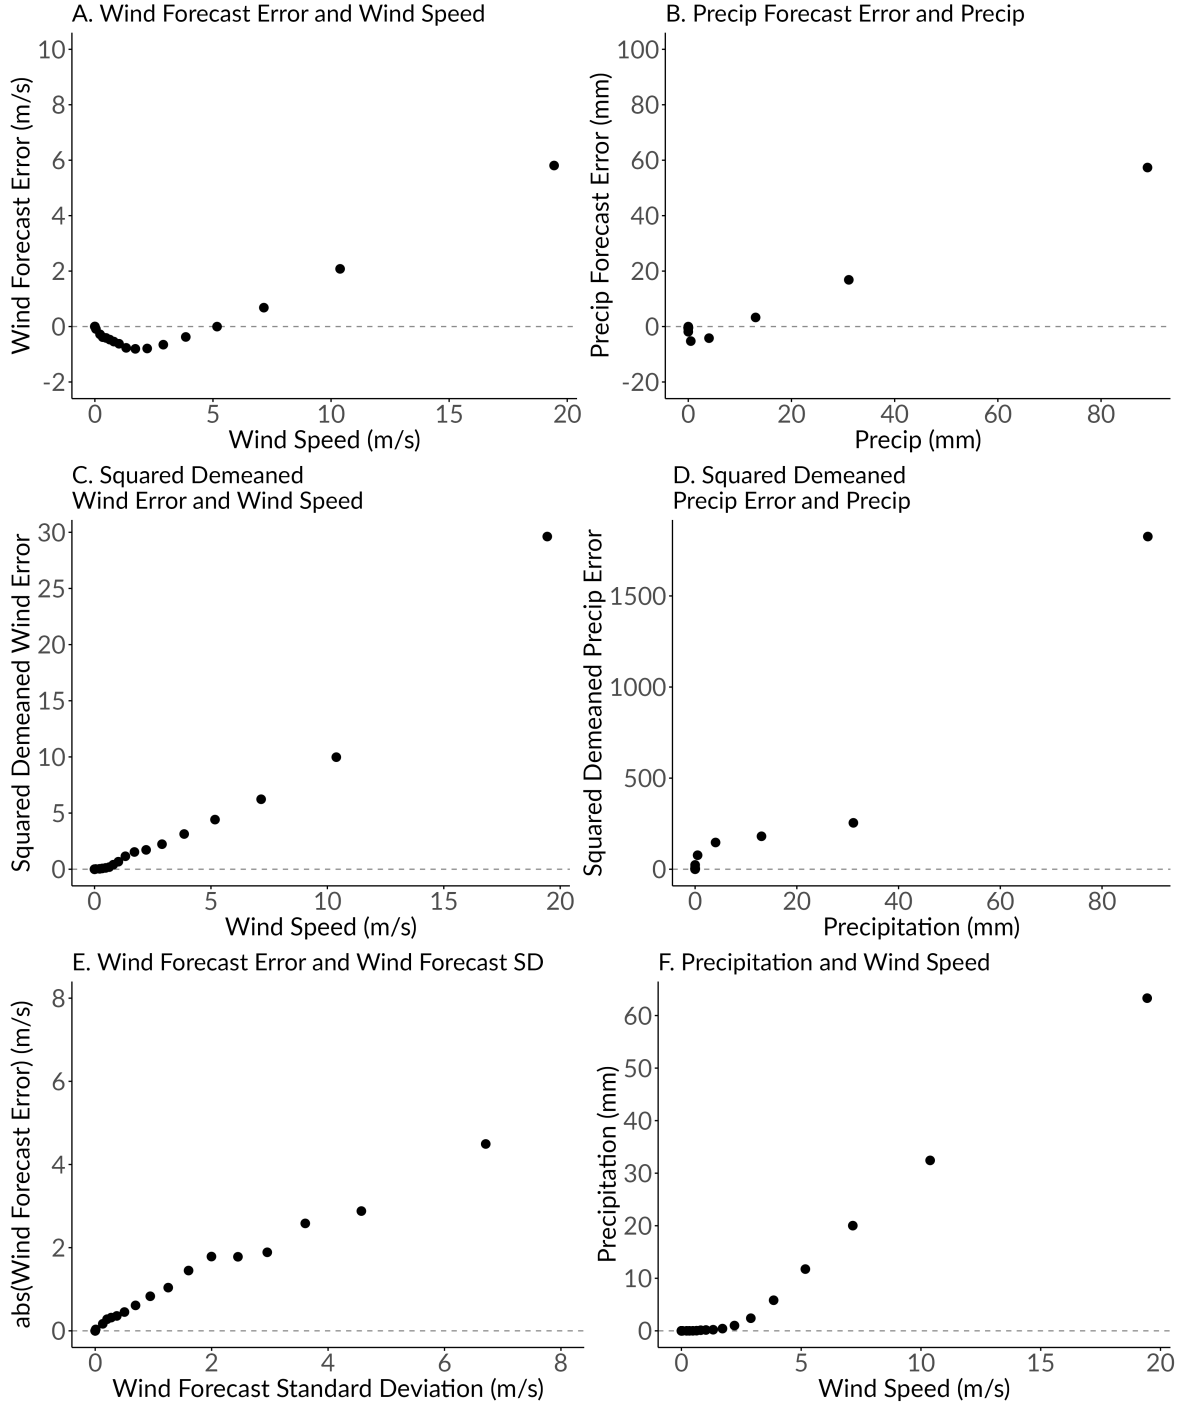 A. Wind Forecast Error and Wind Speed
Wind Forecast Error (m/s)
10
8
6
4
2
0
-2
0 5 10 15 20
Wind Speed (m/s)
B. Precip Forecast Error and Precip
Precip Forecast Error (mm)
100
80
60
40
20
0
-20
0 20 40 60 80
Precip (mm)
C. Squared Demeaned
Wind Error and Wind Speed
Squared Demeaned Wind Error
30
25
20
15
10
5
0
0 5 10 15 20
Wind Speed (m/s)
D. Squared Demeaned
Precip Error and Precip
Squared Demeaned Precip Error
1500
1000
500
0
0 20 40 60 80
Precipitation (mm)
E. Wind Forecast Error and Wind Forecast SD
abs(Wind Forecast Error) (m/s)
8
6
4
2
0
0 2 4 6 8
Wind Forecast Standard Deviation (m/s)
F. Precipitation and Wind Speed
Precipitation (mm)
60
50
40
30
20
10
0
0 5 10 15 20
Wind Speed (m/s)